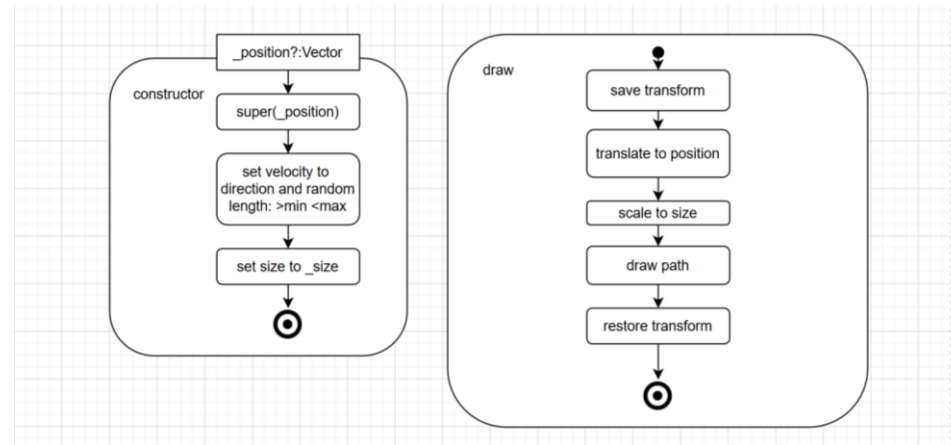 _position?:Vector
constructor
super(_position)
set velocity to
direction and random
length: >min <max
set size to _size
draw
save transform
translate to position
scale to size
draw path
restore transform